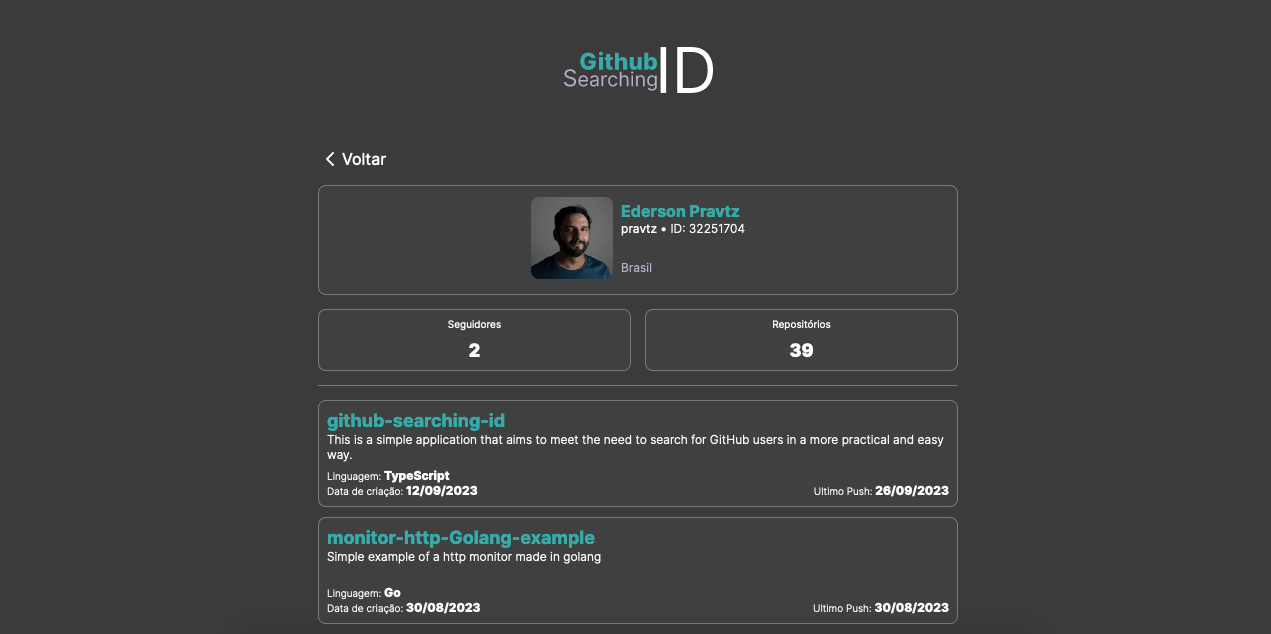 Github
Searching
ID
Voltar
Ederson Pravtz
pravtz • ID: 32251704
Brasil
Seguidores
2
Repositórios
39
github-searching-id
This is a simple application that aims to meet the need to search for GitHub users in a more practical and easy
way.
Linguagem: TypeScript
Data de criação: 12/09/2023
Ultimo Push: 26/09/2023
monitor-http-Golang-example
Simple example of a http monitor made in golang
Linguagem: Go
Data de criação: 30/08/2023
Ultimo Push: 30/08/2023